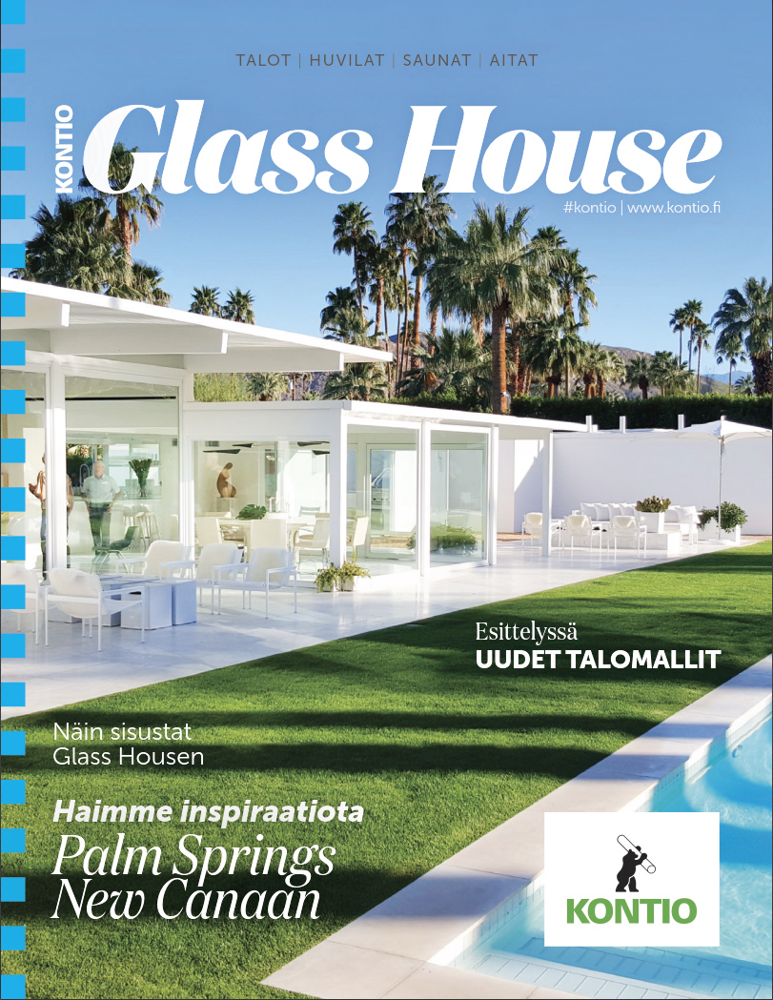 TALOT | HUVILAT | SAUNAT | AITAT
KONTIO
Glass House
#kontio | www.kontio.fi
Esittelyssä
UUDET TALOMALLIT
Näin sisustat
Glass Housen
Haimme inspiraatiota
Palm Springs
New Canaan
KONTIO